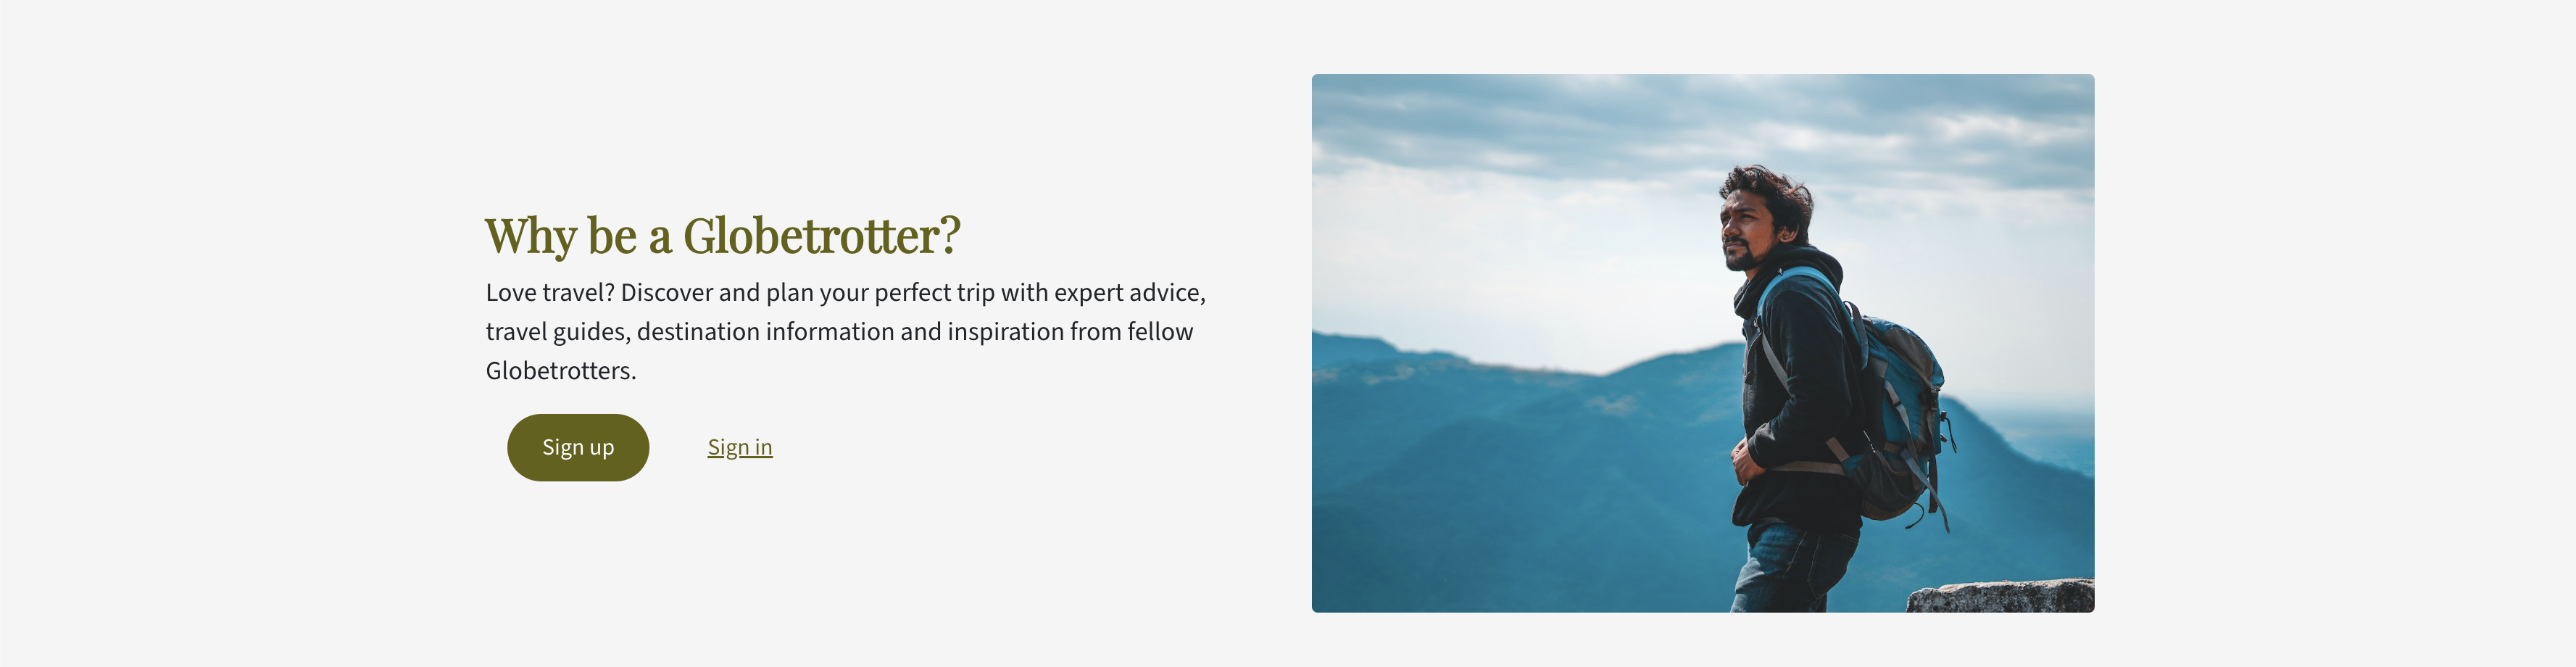 Why be a Globetrotter?
Love travel? Discover and plan your perfect trip with expert advice,
travel guides, destination information and inspiration from fellow
Globetrotters.
Sign up
Sign in